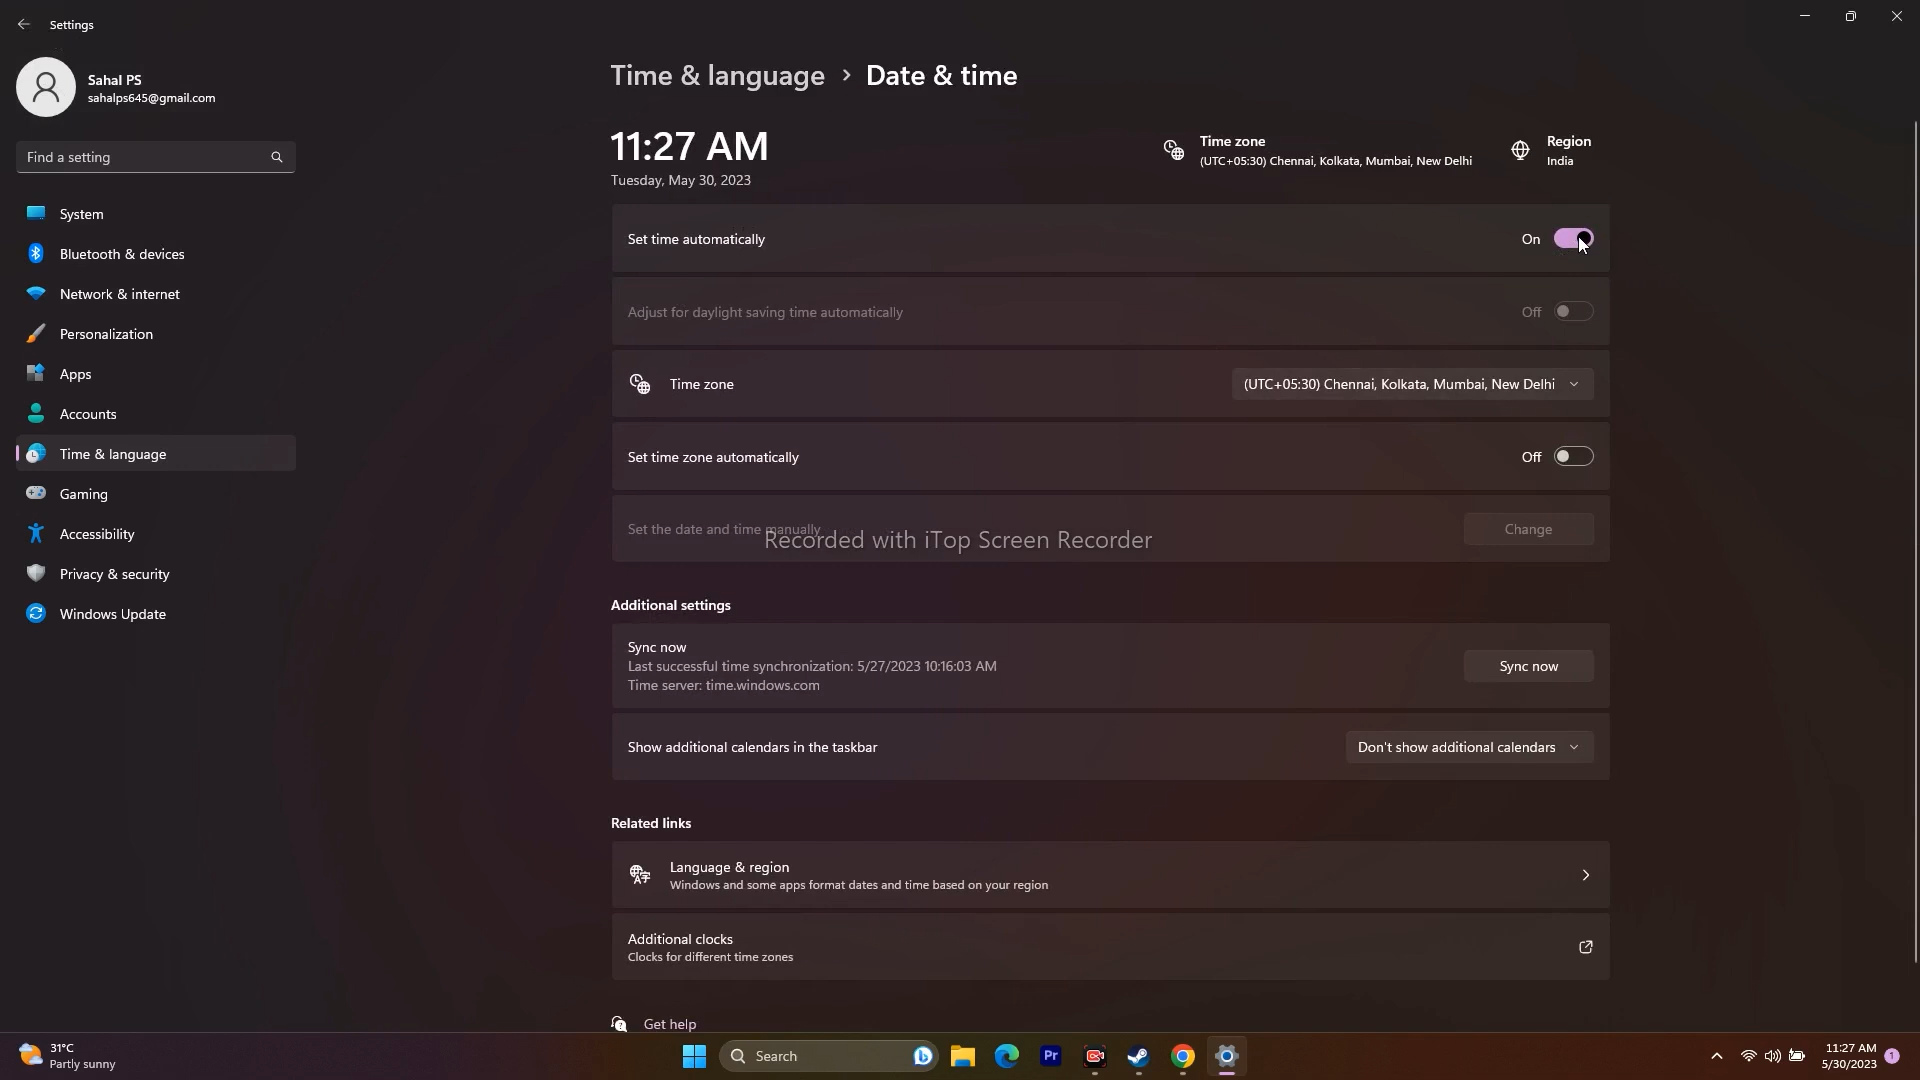 Settings
Sahal PS
sahalps645@gmail.com
Find a setting
System
Bluetooth & devices
Network & internet
Personalization
Apps
Accounts
Time & language
Gaming
Accessibility
Privacy & security
Windows Update
Time & language > Date & time
11:27 AM
Tuesday, May 30, 2023
Time zone
(UTC+05:30) Chennai, Kolkata, Mumbai, New Delhi
Region
India
Set time automatically On
Adjust for daylight saving time automatically Off
Time zone (UTC+05:30) Chennai, Kolkata, Mumbai, New Delhi
Set time zone automatically Off
Set the date and time manually Change
Recorded with iTop Screen Recorder
Additional settings
Sync now
Last successful time synchronization: 5/27/2023 10:16:03 AM
Time server: time.windows.com
Sync now
Show additional calendars in the taskbar Don't show additional calendars
Related links
Language & region
Windows and some apps format dates and time based on your region
Additional clocks
Clocks for different time zones
Get help
31°C
Partly sunny
Search
Pr
11:27 AM
5/30/2023
1